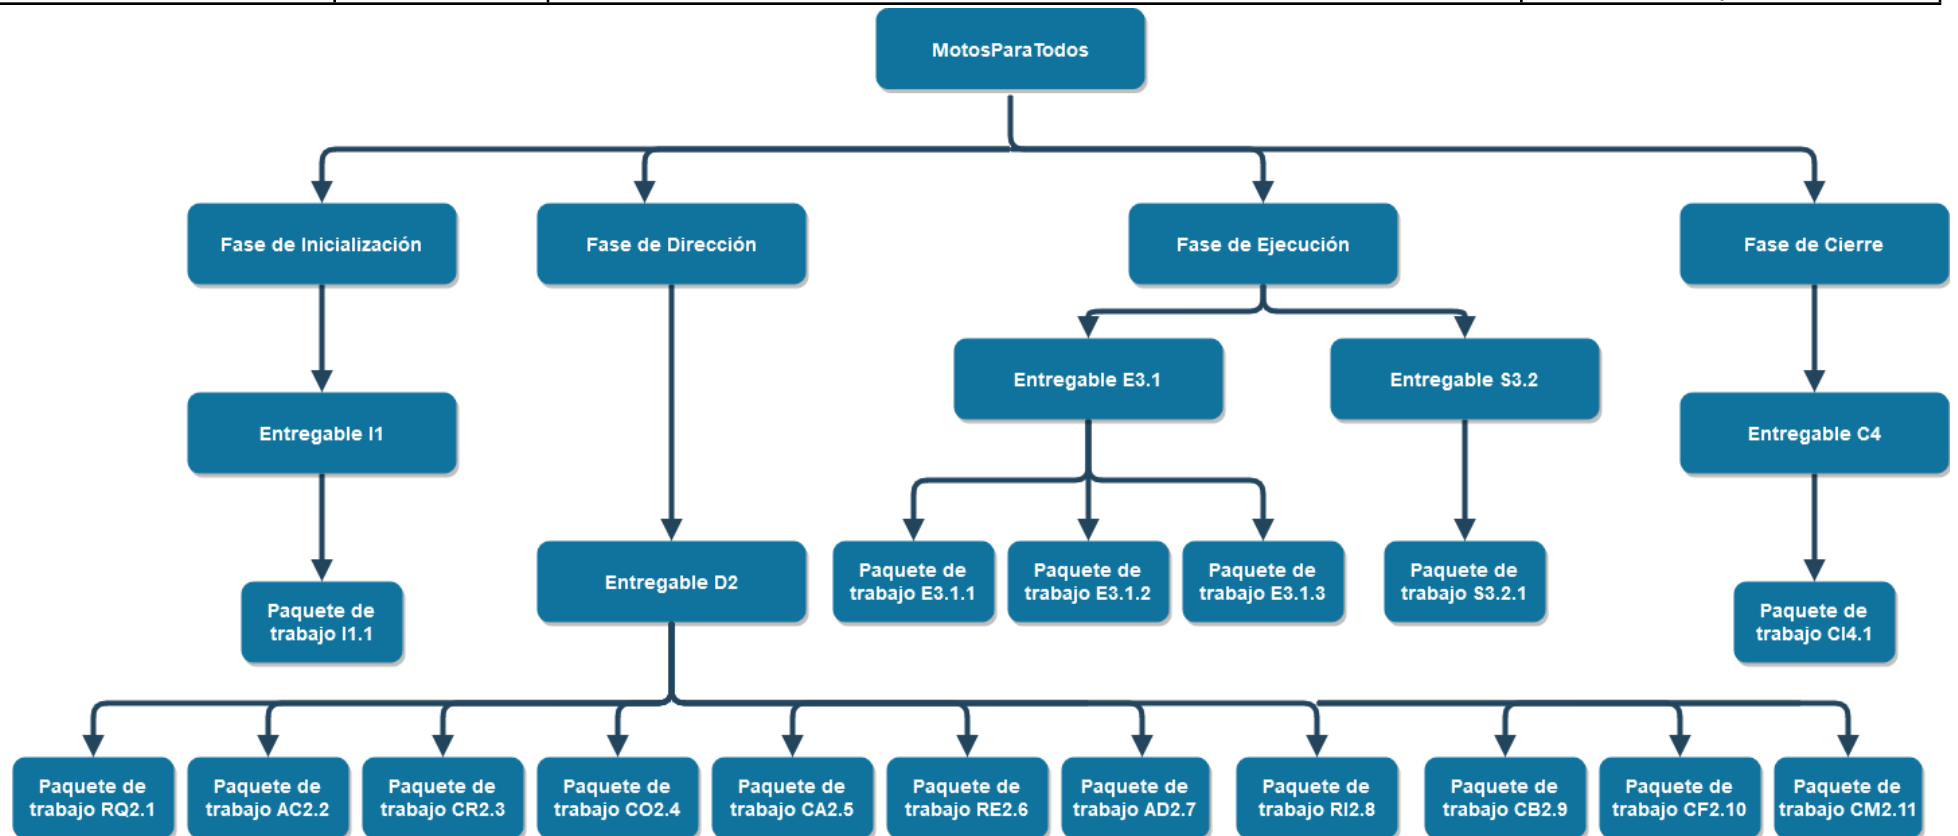 MotosParaTodos
Fase de Inicialización
Fase de Dirección
Fase de Ejecución
Fase de Cierre
Entregable E3.1
Entregable S3.2
Entregable I1
Entregable C4
Entregable D2
Paquete de
trabajo E3.1.1
Paquete de
trabajo E3.1.2
Paquete de
trabajo E3.1.3
Paquete de
trabajo S3.2.1
Paquete de
trabajo I1.1
Paquete de
trabajo CI4.1
Paquete de
trabajo RQ2.1
Paquete de
trabajo AC2.2
Paquete de
trabajo CR2.3
Paquete de
trabajo CO2.4
Paquete de
trabajo CA2.5
Paquete de
trabajo RE2.6
Paquete de
trabajo AD2.7
Paquete de
trabajo RI2.8
Paquete de
trabajo CB2.9
Paquete de
trabajo CF2.10
Paquete de
trabajo CM2.11